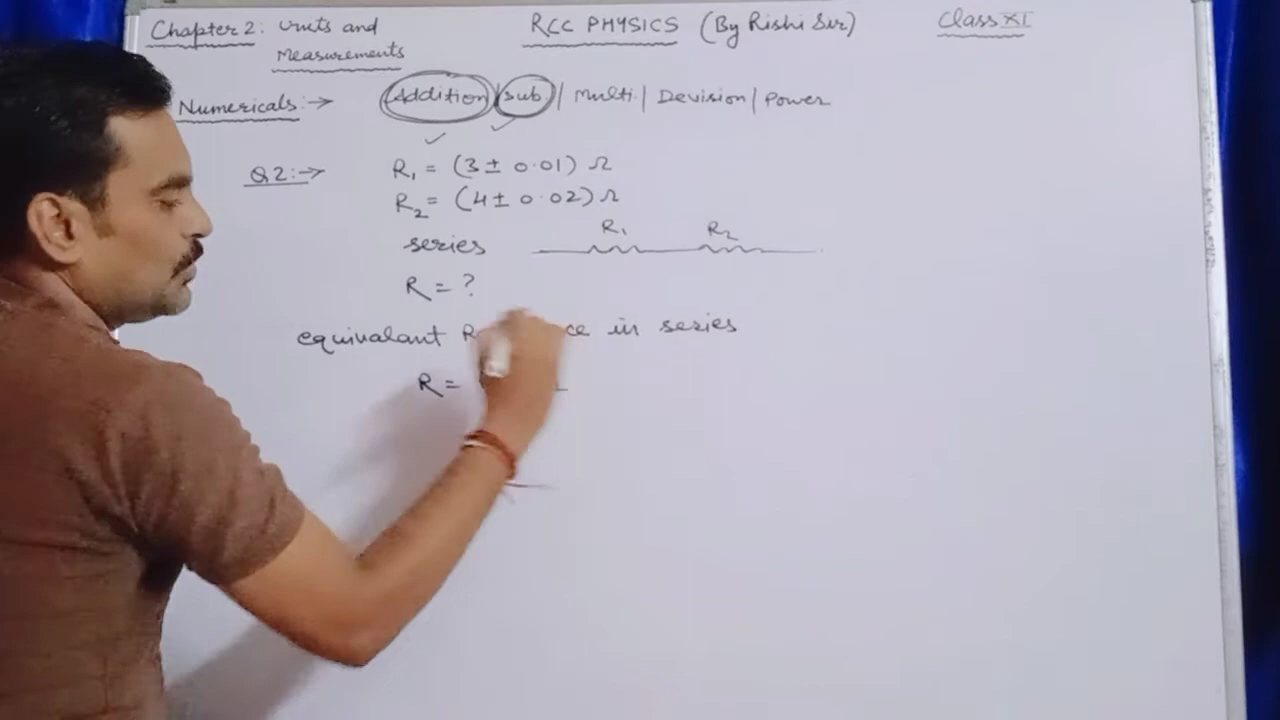 Chapter 2: Units and Measurements
RCC PHYSICS (By Rishi Sir)
Class XI
Numericals:→ Addition / Sub / Multi. / Devision / Power
Q2:→ R₁ = (3 ± 0.01) Ω
R₂ = (4 ± 0.02) Ω
series R₁ R₂
R = ?
equivalant in series
R =